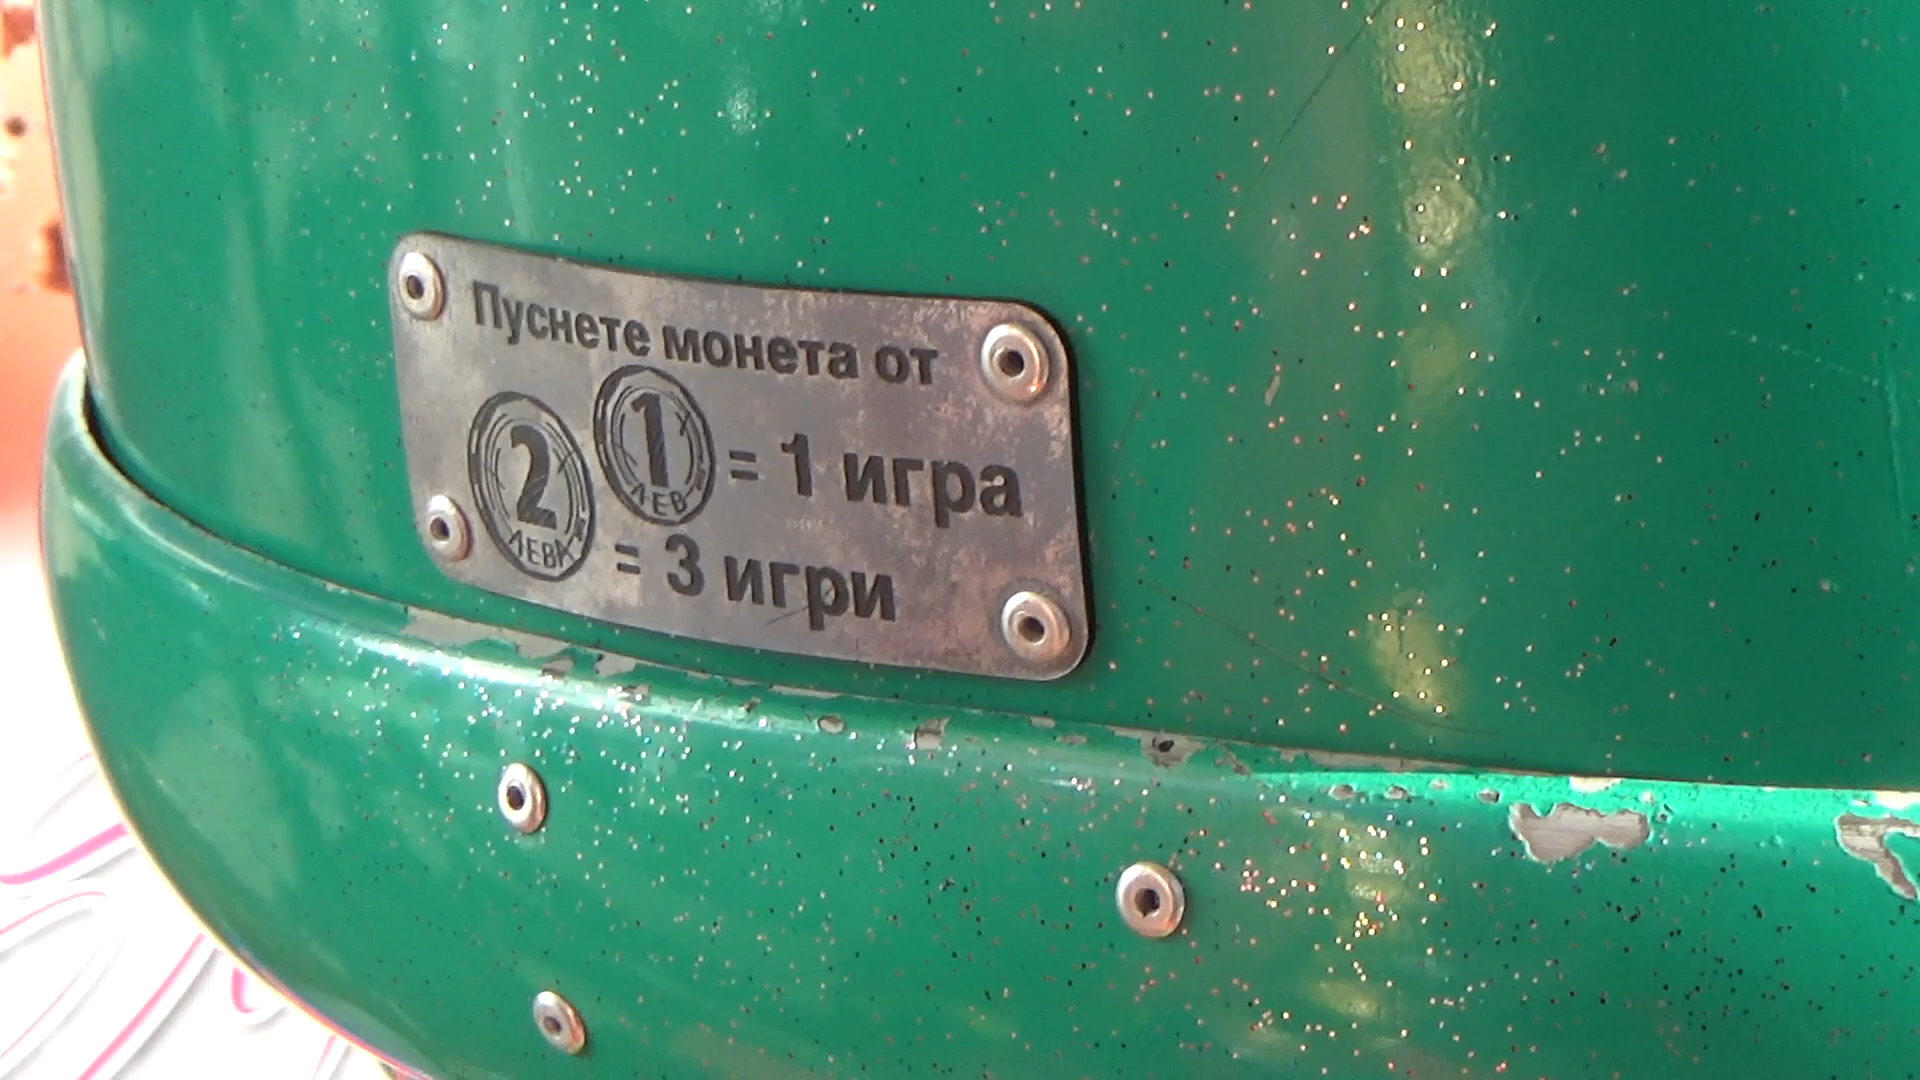 Пуснете монета от
1 ЛЕВ = 1 игра
2 ЛЕВА = 3 игри